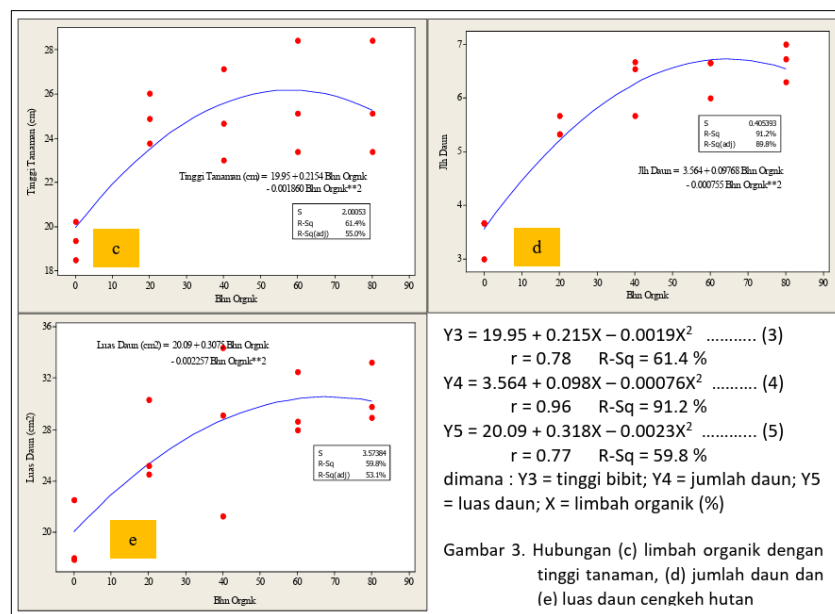 Tinggi Tanaman (cm)
28
26
24
22
20
18
Tinggi Tanaman (cm) = 19.95 + 0.2154 Bhn Orgnk
- 0.001860 Bhn Orgnk**2
S 2.00053
R-Sq 61.4%
R-Sq(adj) 55.0%
c
0 10 20 30 40 50 60 70 80 90
Bhn Orgnk
Jlh Daun
7
6
5
4
3
S 0.405393
R-Sq 91.2%
R-Sq(adj) 89.8%
Jlh Daun = 3.564 + 0.09768 Bhn Orgnk
- 0.000755 Bhn Orgnk**2
d
0 10 20 30 40 50 60 70 80 90
Bhn Orgnk
Luas Daun (cm2)
36
32
28
24
20
Luas Daun (cm2) = 20.09 + Bhn Orgnk
- 0.002257 Bhn Orgnk**2
S 3.57384
R-Sq 59.8%
R-Sq(adj) 53.1%
e
0 10 20 30 40 50 60 70 80 90
Bhn Orgnk
Y3 = 19.95 + 0.215X – 0.0019X² .......... (3)
r = 0.78 R-Sq = 61.4 %
Y4 = 3.564 + 0.098X – 0.00076X² ......... (4)
r = 0.96 R-Sq = 91.2 %
Y5 = 20.09 + 0.318X – 0.0023X² ........... (5)
r = 0.77 R-Sq = 59.8 %
dimana : Y3 = tinggi bibit; Y4 = jumlah daun; Y5
= luas daun; X = limbah organik (%)
Gambar 3. Hubungan (c) limbah organik dengan
tinggi tanaman, (d) jumlah daun dan
(e) luas daun cengkeh hutan